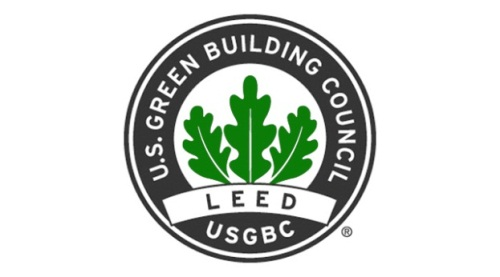 U.S. GREEN BUILDING COUNCIL
LEED
USGBC
®